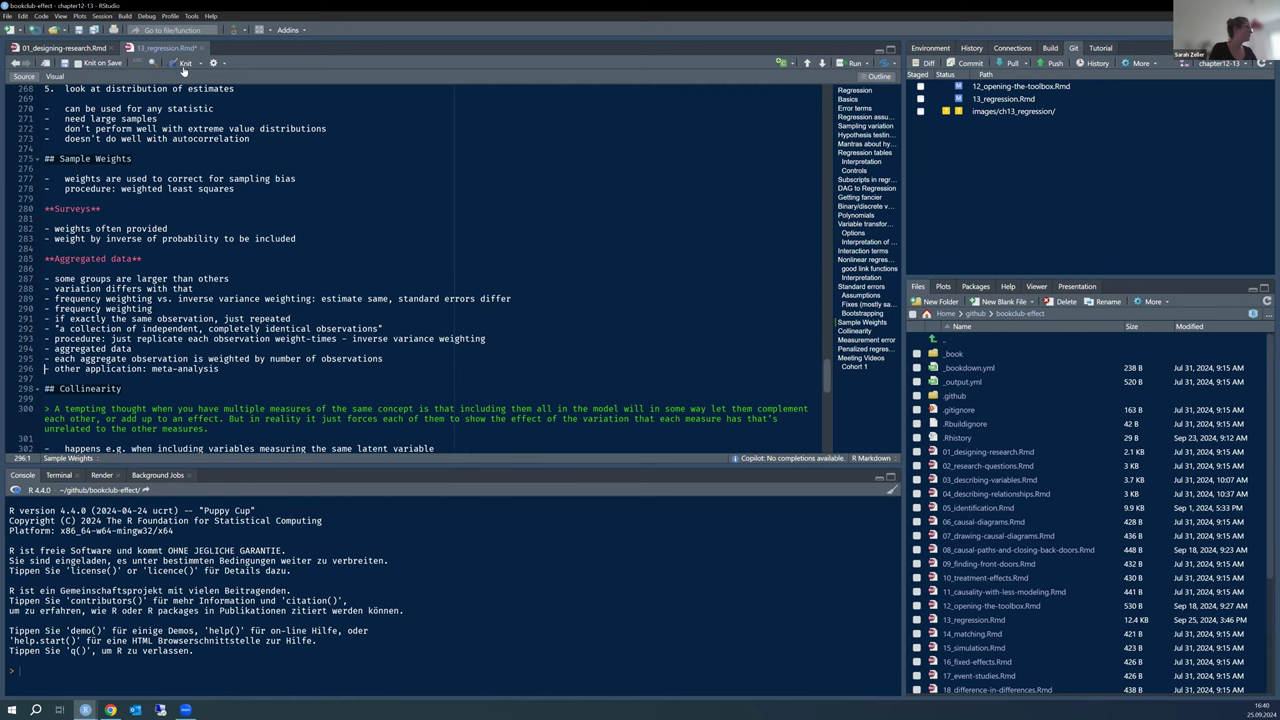 bookclub-effect - chapter12-13 - RStudio
File Edit Code View Plots Session Build Debug Profile Tools Help
Go to file/function
Addins
chapter12-13
Sarah Zeller
01_designing-research.Rmd
13_regression.Rmd*
Knit on Save
Knit
Run
Source
Visual
Outline
268 5. look at distribution of estimates
269
270 - can be used for any statistic
271 - need large samples
272 - don't perform well with extreme value distributions
273 - doesn't do well with autocorrelation
274
275 ## Sample Weights
276
277 - weights are used to correct for sampling bias
278 - procedure: weighted least squares
279
280 **Surveys**
281
282 - weights often provided
283 - weight by inverse of probability to be included
284
285 **Aggregated data**
286
287 - some groups are larger than others
288 - variation differs with that
289 - frequency weighting vs. inverse variance weighting: estimate same, standard errors differ
290 - frequency weighting
291 - if exactly the same observation, just repeated
292 - "a collection of independent, completely identical observations"
293 - procedure: just replicate each observation weight-times - inverse variance weighting
294 - aggregated data
295 - each aggregate observation is weighted by number of observations
296 - other application: meta-analysis
297
298 ## Collinearity
299
300 > A tempting thought when you have multiple measures of the same concept is that including them all in the model will in some way let them complement
each other, or add up to an effect. But in reality it just forces each of them to show the effect of the variation that each measure has that's
unrelated to the other measures.
301
302 - happens e.g. when including variables measuring the same latent variable
296:1
Sample Weights
Copilot: No completions available.
R Markdown
Regression
Basics
Error terms
Regression assu...
Sampling variation
Hypothesis testin...
Mantras about hy...
Regression tables
Interpretation
Controls
Subscripts in regr...
DAG to Regression
Getting fancier
Binary/discrete v...
Polynomials
Variable transfor...
Options
Interpretation of ...
Interaction terms
Nonlinear regres...
good link functions
Interpretation
Standard errors
Assumptions
Fixes (mostly sa...
Bootstrapping
Sample Weights
Collinearity
Measurement error
Penalized regres...
Meeting Videos
Cohort 1
Console
Terminal
Render
Background Jobs
R 4.4.0 · ~/github/bookclub-effect/
R version 4.4.0 (2024-04-24 ucrt) -- "Puppy Cup"
Copyright (C) 2024 The R Foundation for Statistical Computing
Platform: x86_64-w64-mingw32/x64
R ist freie Software und kommt OHNE JEGLICHE GARANTIE.
Sie sind eingeladen, es unter bestimmten Bedingungen weiter zu verbreiten.
Tippen Sie 'license()' or 'licence()' für Details dazu.
R ist ein Gemeinschaftsprojekt mit vielen Beitragenden.
Tippen Sie 'contributors()' für mehr Information und 'citation()',
um zu erfahren, wie R oder R packages in Publikationen zitiert werden können.
Tippen Sie 'demo()' für einige Demos, 'help()' für on-line Hilfe, oder
'help.start()' für eine HTML Browserschnittstelle zur Hilfe.
Tippen Sie 'q()', um R zu verlassen.
>
Environment History Connections Build Git Tutorial
Diff Commit Pull History More chapter12-13
Staged Status Path
M 12_opening-the-toolbox.Rmd
M 13_regression.Rmd
? ? images/ch13_regression/
Files Plots Packages Help Viewer Presentation
New Folder New Blank File Delete Rename More
Home github bookclub-effect
Name Size Modified
..
_book
_bookdown.yml 238 B Jul 31, 2024, 9:15 AM
_output.yml 520 B Jul 31, 2024, 9:15 AM
.github
.gitignore 163 B Jul 31, 2024, 9:15 AM
.Rbuildignore 42 B Jul 31, 2024, 9:15 AM
.Rhistory 29 B Sep 23, 2024, 9:12 AM
01_designing-research.Rmd 2.1 KB Jul 31, 2024, 9:15 AM
02_research-questions.Rmd 3 KB Jul 31, 2024, 9:15 AM
03_describing-variables.Rmd 3.7 KB Jul 31, 2024, 10:07 AM
04_describing-relationships.Rmd 3 KB Jul 31, 2024, 9:15 AM
05_identification.Rmd 9.9 KB Sep 1, 2024, 5:33 PM
06_causal-diagrams.Rmd 428 B Jul 31, 2024, 9:15 AM
07_drawing-causal-diagrams.Rmd 436 B Jul 31, 2024, 9:15 AM
08_causal-paths-and-closing-back-doors.Rmd 448 B Sep 18, 2024, 9:23 AM
09_finding-front-doors.Rmd 432 B Jul 31, 2024, 9:15 AM
10_treatment-effects.Rmd 430 B Jul 31, 2024, 9:15 AM
11_causality-with-less-modeling.Rmd 441 B Jul 31, 2024, 9:15 AM
12_opening-the-toolbox.Rmd 530 B Sep 18, 2024, 9:27 AM
13_regression.Rmd 12.4 KB Sep 25, 2024, 3:46 PM
14_matching.Rmd 421 B Jul 31, 2024, 9:15 AM
15_simulation.Rmd 423 B Jul 31, 2024, 9:15 AM
16_fixed-effects.Rmd 426 B Jul 31, 2024, 9:15 AM
17_event-studies.Rmd 426 B Jul 31, 2024, 9:15 AM
18_difference-in-differences.Rmd 438 B Jul 31, 2024, 9:15 AM
16:40
25.09.2024